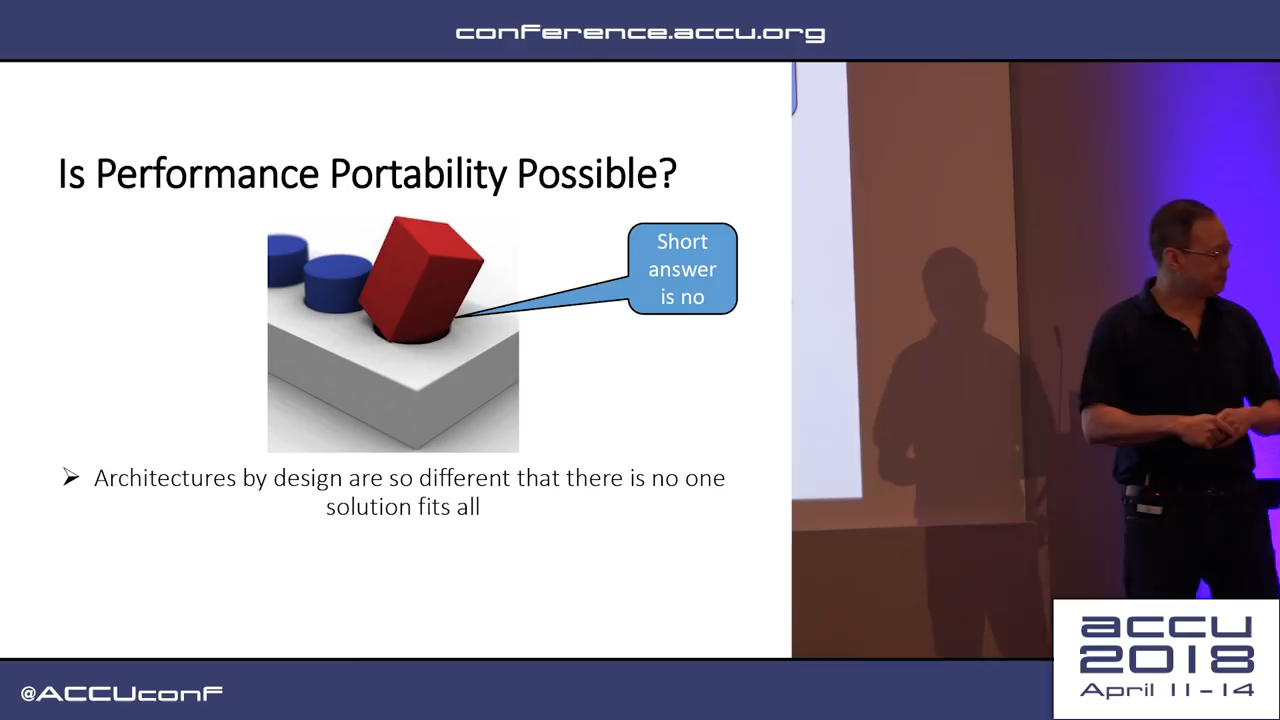 conference.accu.org
Is Performance Portability Possible?
Short
answer
is no
➢ Architectures by design are so different that there is no one
solution fits all
accu
2018
April 11-14
@ACCUconf